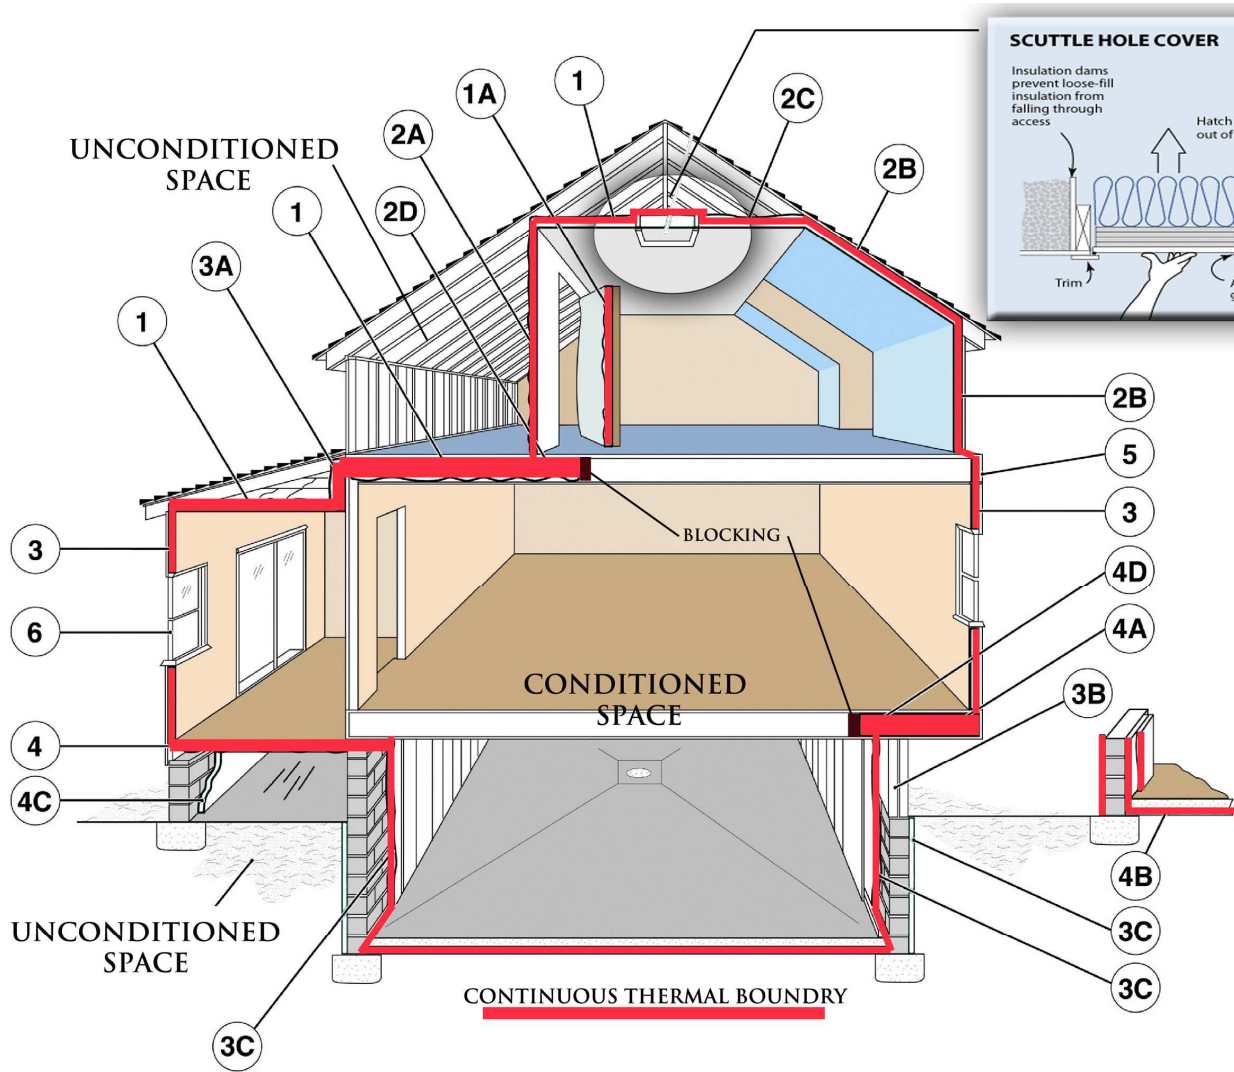 SCUTTLE HOLE COVER
Insulation dams
prevent loose-fill
insulation from
falling through
access
Hatch
out of
Trim
1
1A
2C
2A
UNCONDITIONED
SPACE
2B
1
2D
3A
1
2B
5
3
3
BLOCKING
4D
6
4A
CONDITIONED
SPACE
3B
4
4C
4B
UNCONDITIONED
SPACE
3C
3C
CONTINUOUS THERMAL BOUNDRY
3C